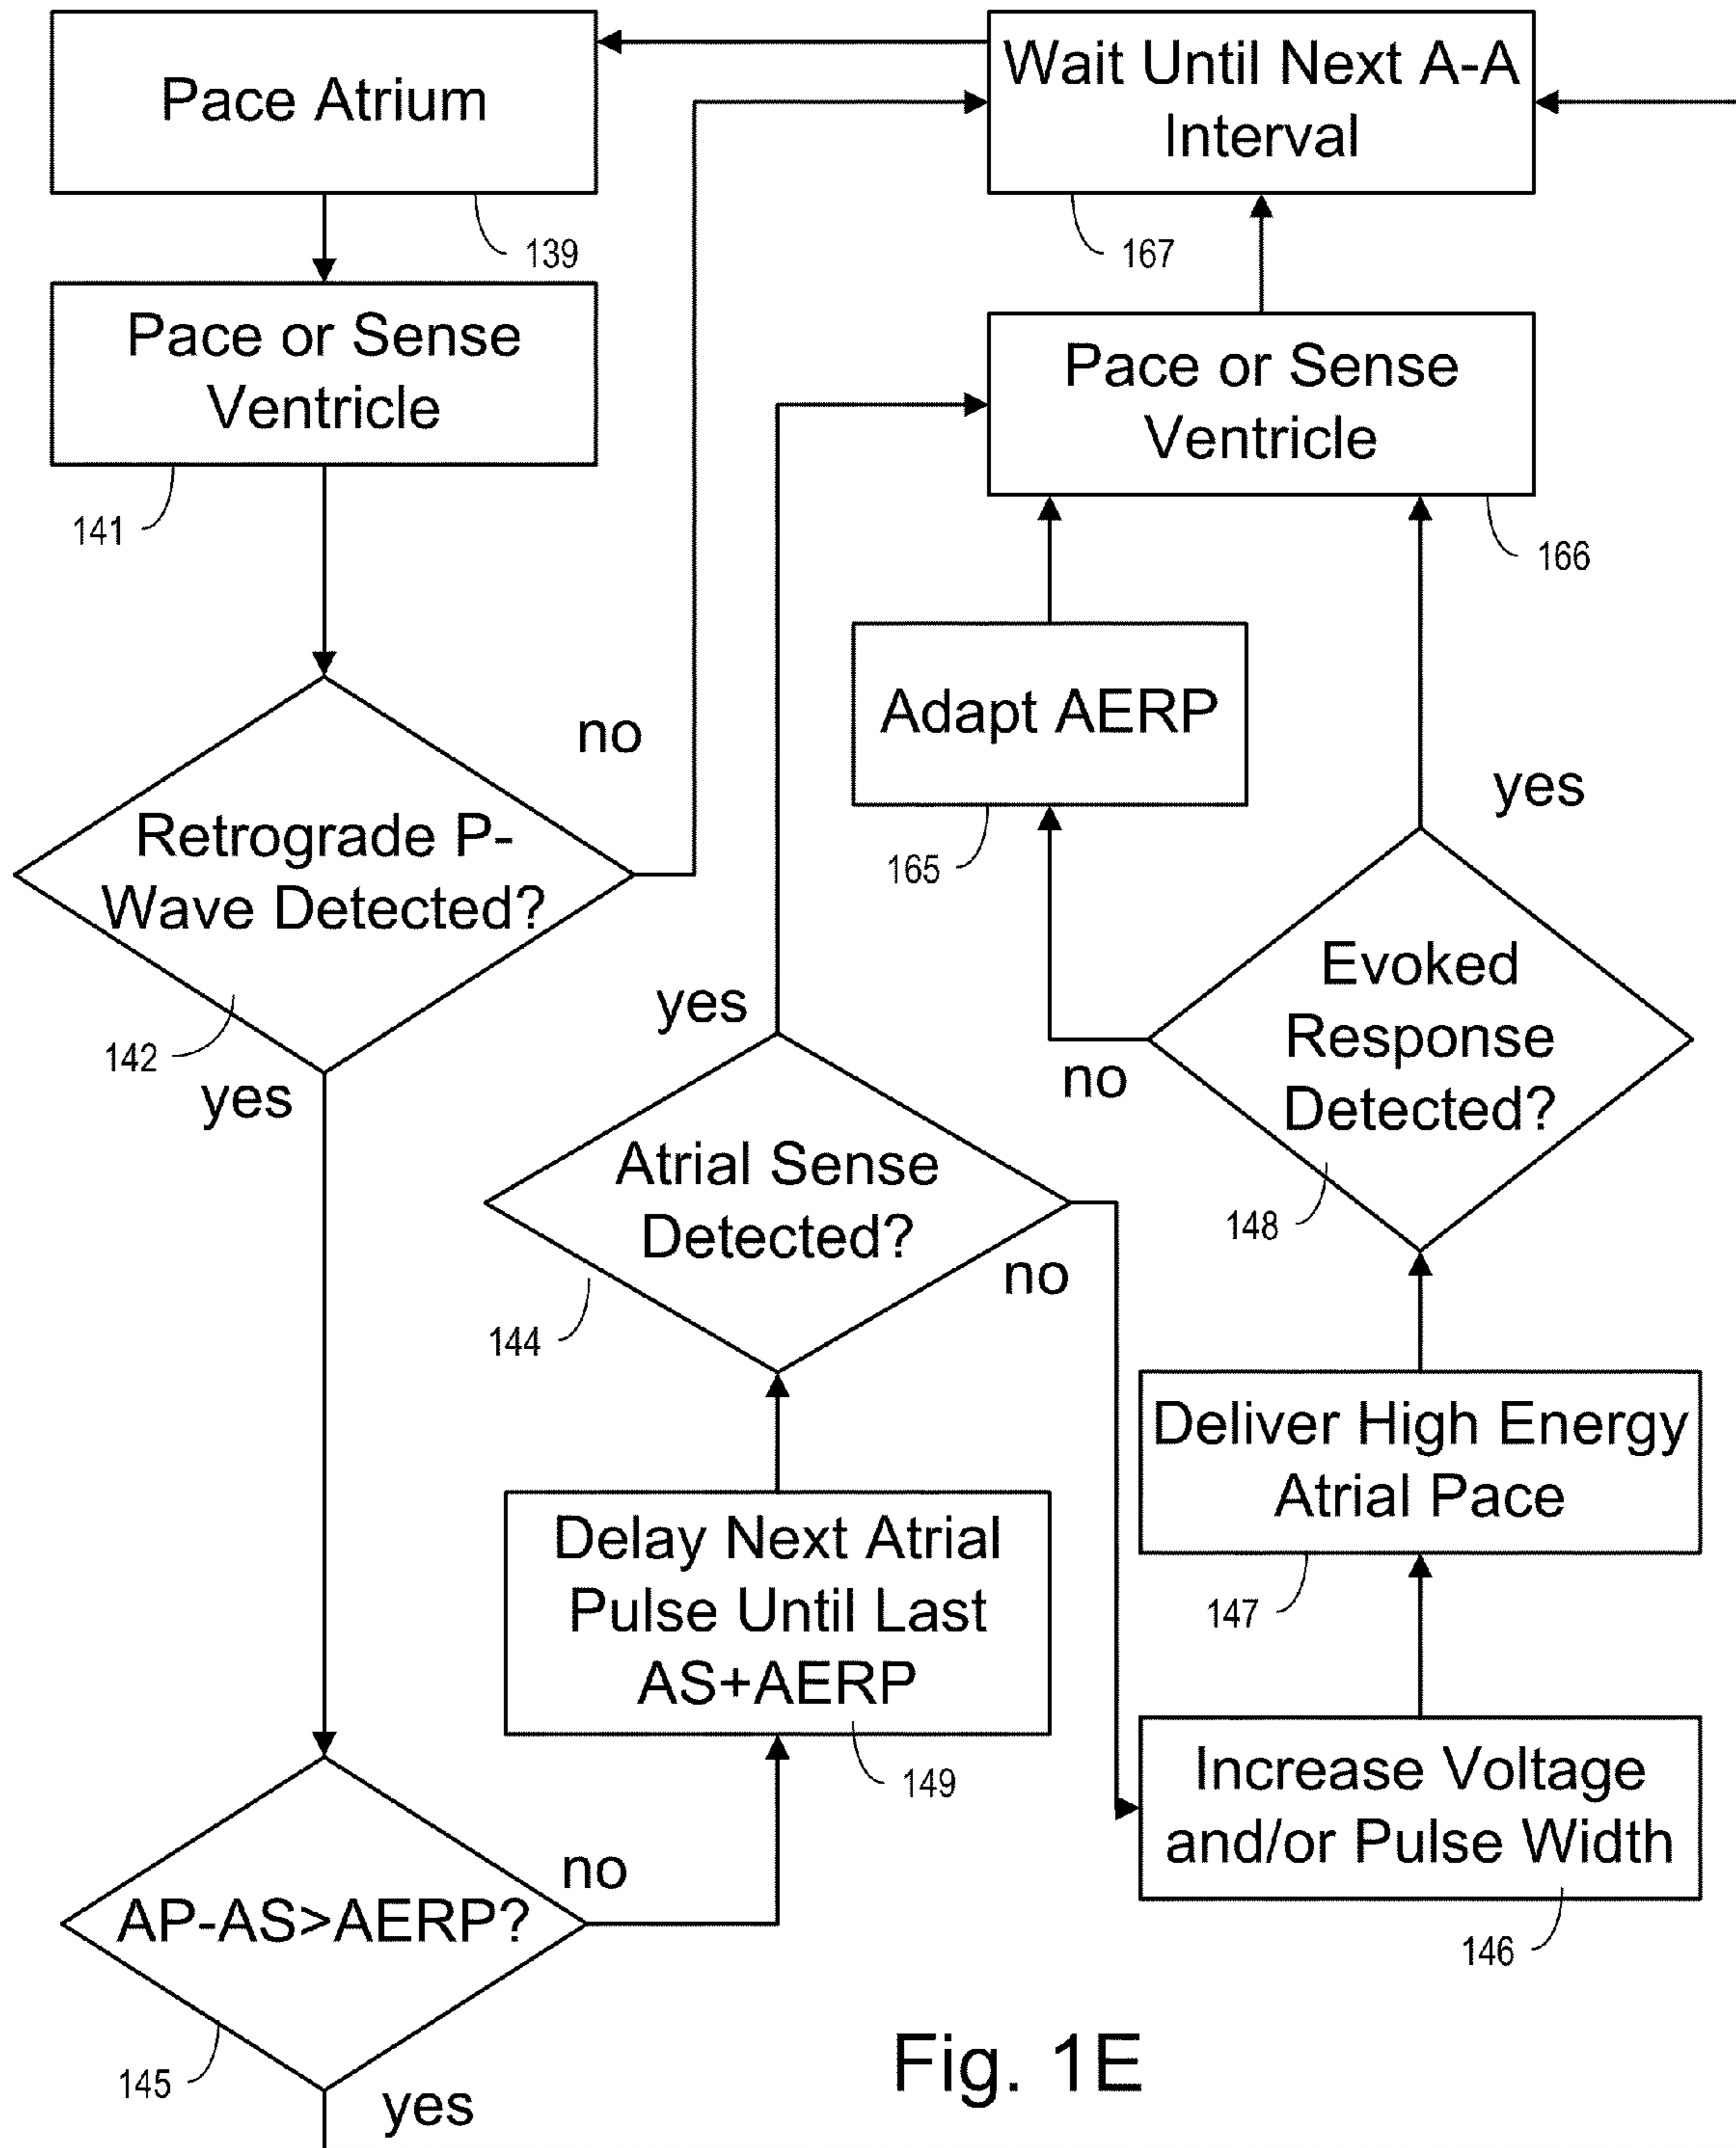 Pace Atrium
139
Wait Until Next A-A
Interval
167
Pace or Sense
Ventricle
141
Pace or Sense
Ventricle
166
Adapt AERP
165
Retrograde P-
Wave Detected?
142
no
yes
Evoked
Response
Detected?
148
yes
no
Atrial Sense
Detected?
144
yes
no
Deliver High Energy
Atrial Pace
147
Delay Next Atrial
Pulse Until Last
AS+AERP
149
Increase Voltage
and/or Pulse Width
146
AP-AS>AERP?
145
no
yes
Fig. 1E